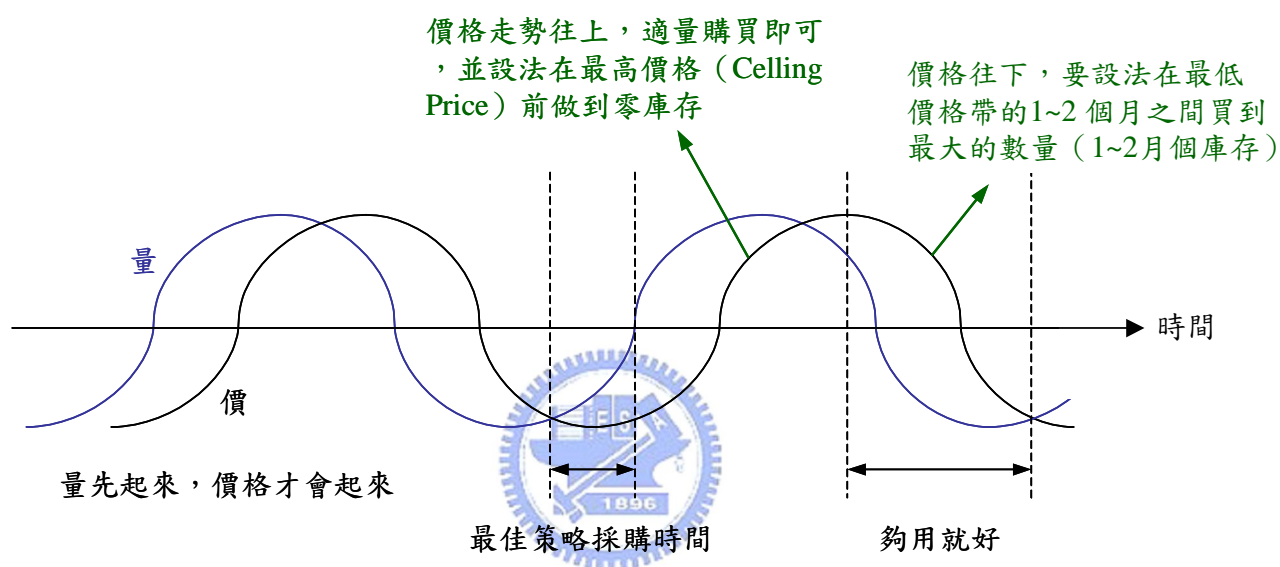 價格走勢往上，適量購買即可
，並設法在最高價格（Celling
Price）前做到零庫存
價格往下，要設法在最低
價格帶的1~2 個月之間買到
最大的數量（1~2月個庫存）
量
時間
價
量先起來，價格才會起來
E S A
1896
最佳策略採購時間
夠用就好